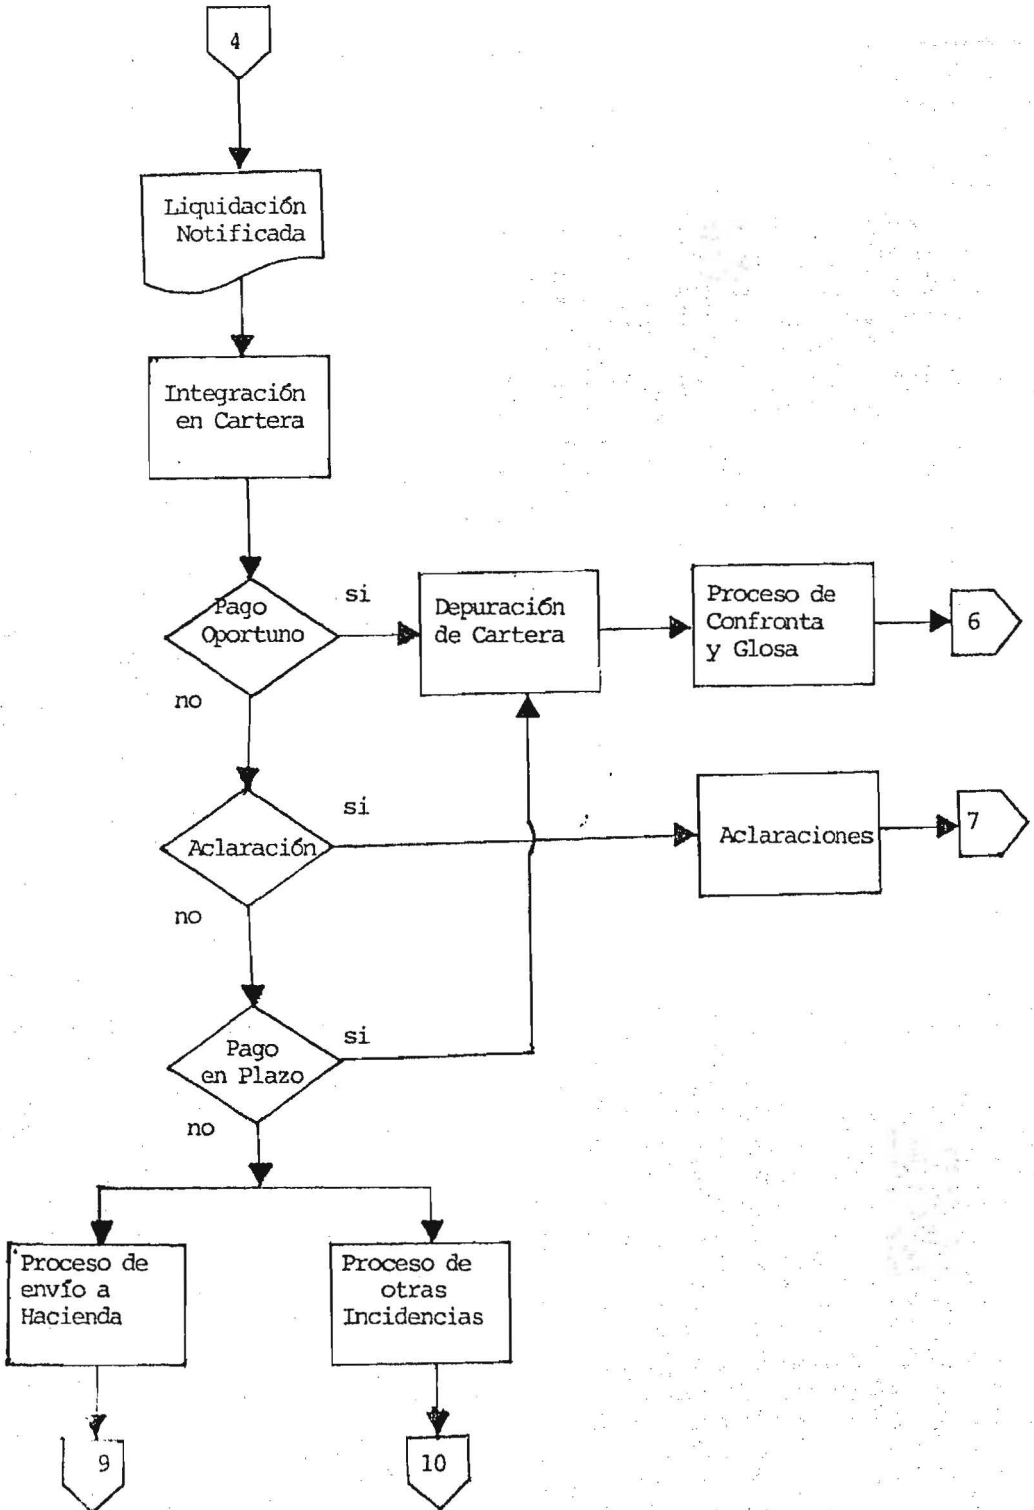 4
Liquidación
Notificada
Integración
en Cartera
Pago
Oportuno
si
no
Depuración
de Cartera
Proceso de
Confronta
y Glosa
6
Aclaración
si
no
Aclaraciones
7
Pago
en Plazo
si
no
Proceso de
envío a
Hacienda
Proceso de
otras
Incidencias
9
10